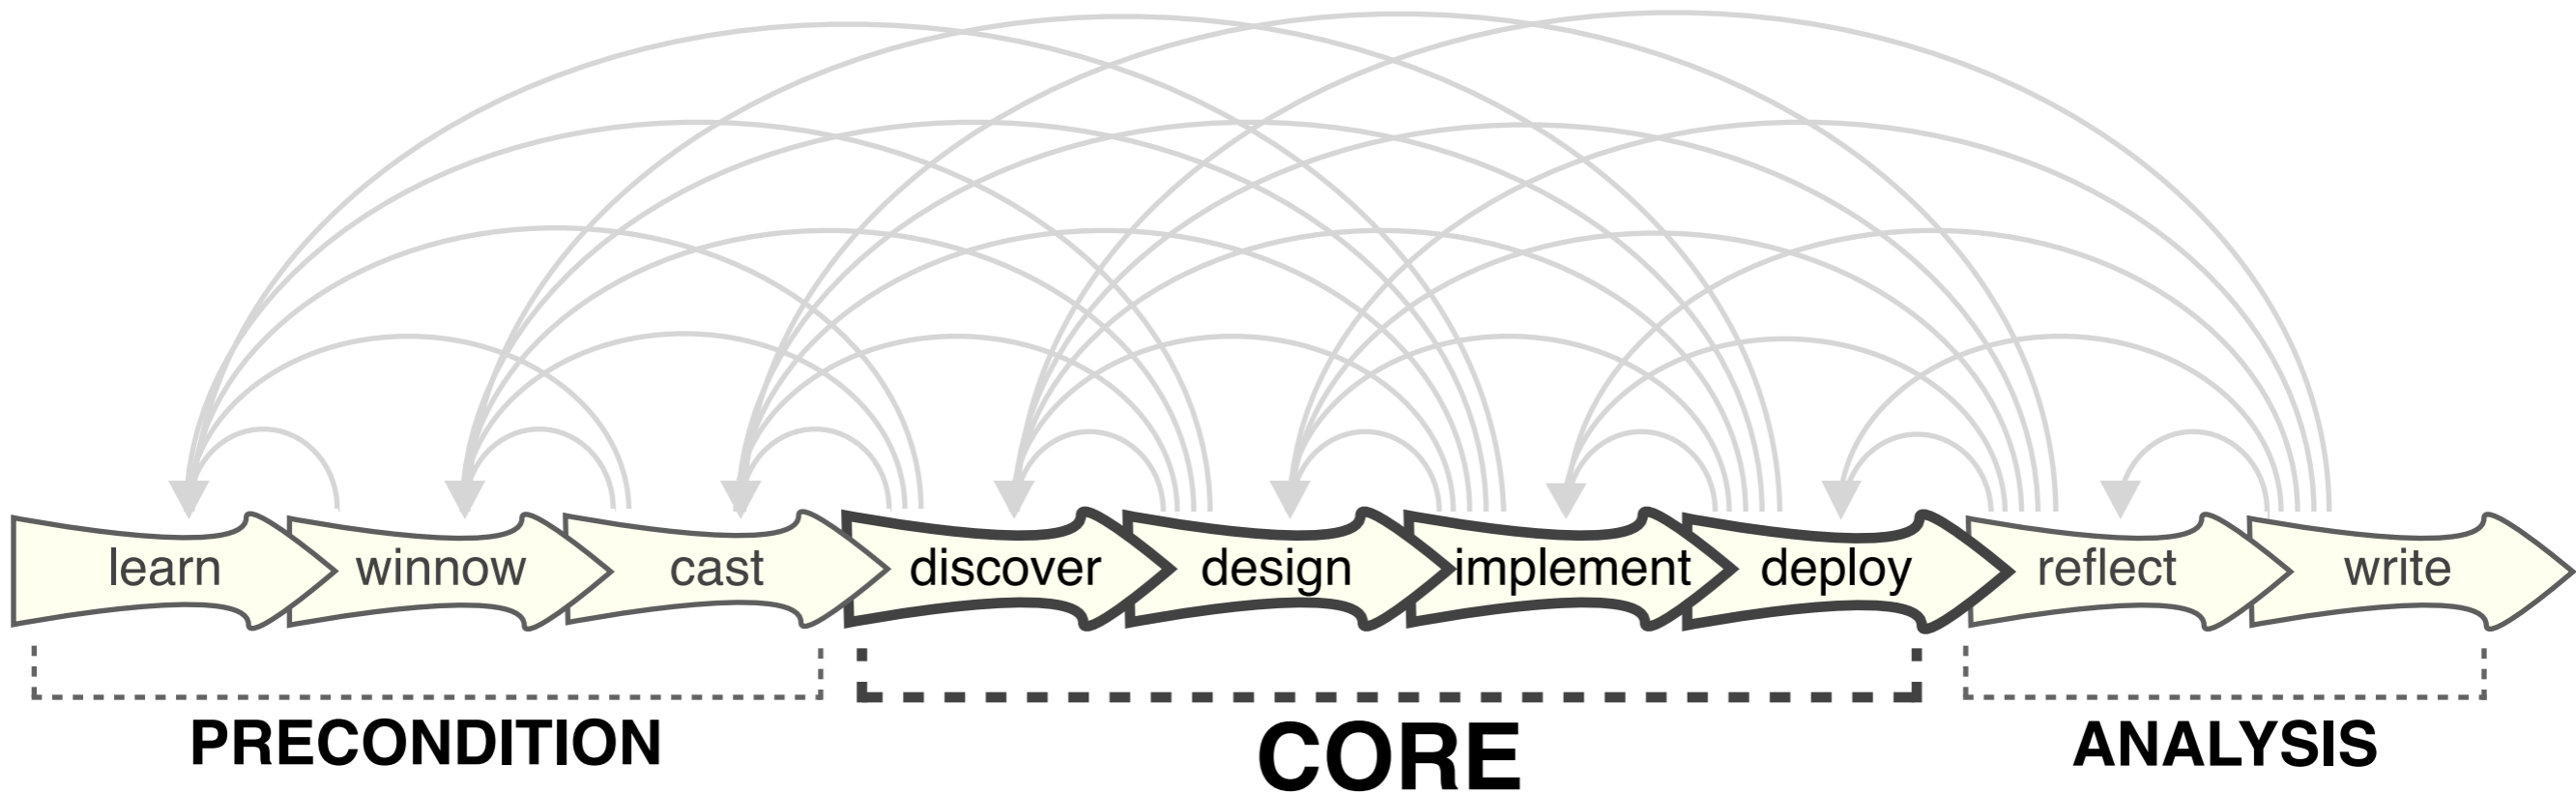 learn winnow cast discover design implement deploy reflect write
PRECONDITION CORE ANALYSIS